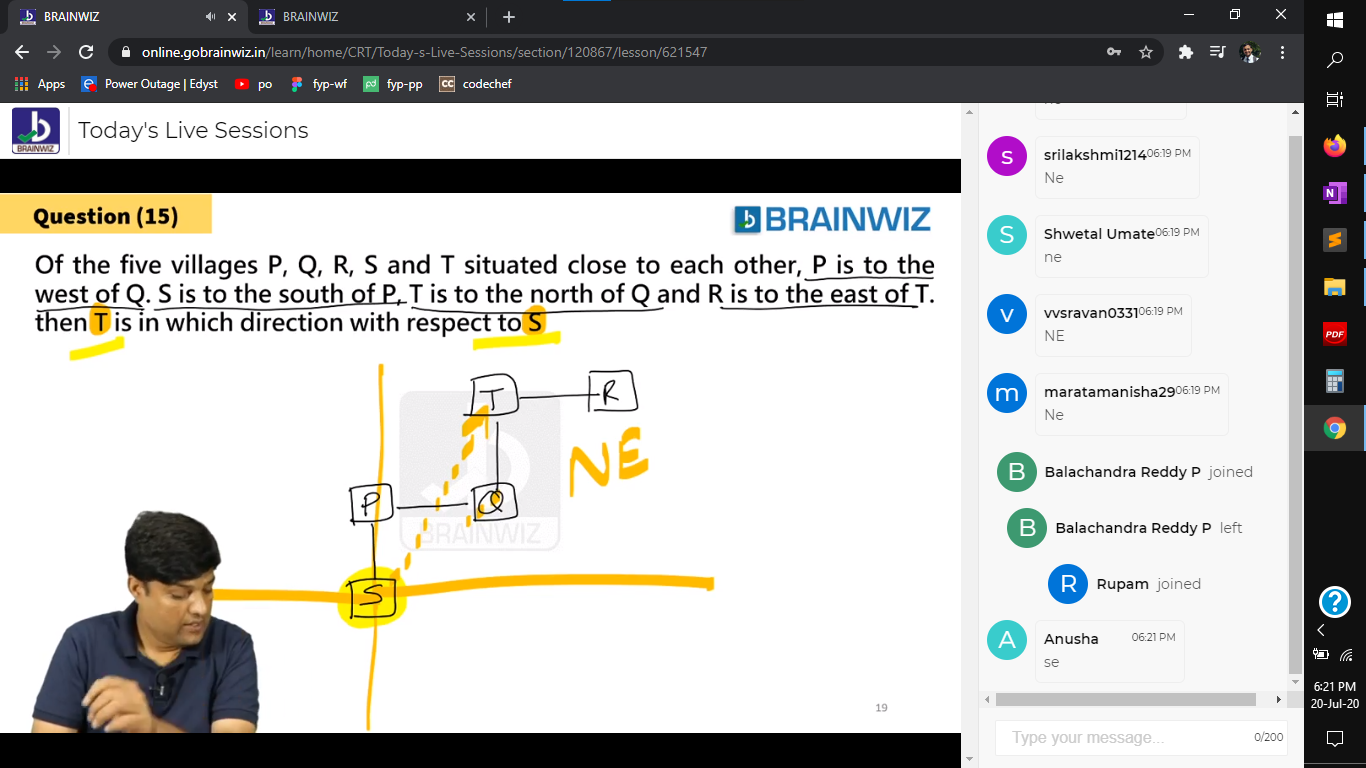 BRAINWIZ
BRAINWIZ
online.gobrainwiz.in/learn/home/CRT/Today-s-Live-Sessions/section/120867/lesson/621547
Apps
Power Outage | Edyst
po
fyp-wf
fyp-pp
CC
codechef
BRAINWIZ
Today's Live Sessions
Question (15)
BRAINWIZ
Of the five villages P, Q, R, S and T situated close to each other, P is to the
west of Q. S is to the south of P, T is to the north of Q and R is to the east of T.
then T is in which direction with respect to S
T
R
NE
P
Q
BRAINWIZ
S
19
s
srilakshmi1214 06:19 PM
Ne
S
Shwetal Umate 06:19 PM
ne
v
vvsravan0331 06:19 PM
NE
m
maratamanisha29 06:19 PM
Ne
B
Balachandra Reddy P joined
B
Balachandra Reddy P left
R
Rupam joined
A
Anusha 06:21 PM
se
Type your message...
0/200
PDF
6:21 PM
20-Jul-20